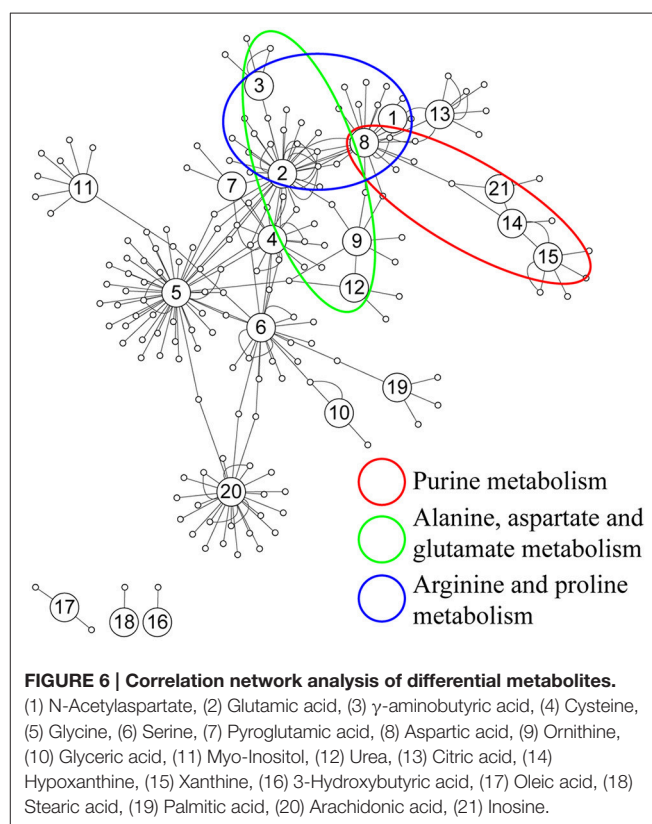 3
1
13
8
2
11
7
21
14
4
9
15
12
5
6
19
10
20
Purine metabolism
Alanine, aspartate and
glutamate metabolism
Arginine and proline
metabolism
17
18
16
FIGURE 6 | Correlation network analysis of differential metabolites.
(1) N-Acetylaspartate, (2) Glutamic acid, (3) γ-aminobutyric acid, (4) Cysteine,
(5) Glycine, (6) Serine, (7) Pyroglutamic acid, (8) Aspartic acid, (9) Ornithine,
(10) Glyceric acid, (11) Myo-Inositol, (12) Urea, (13) Citric acid, (14)
Hypoxanthine, (15) Xanthine, (16) 3-Hydroxybutyric acid, (17) Oleic acid, (18)
Stearic acid, (19) Palmitic acid, (20) Arachidonic acid, (21) Inosine.